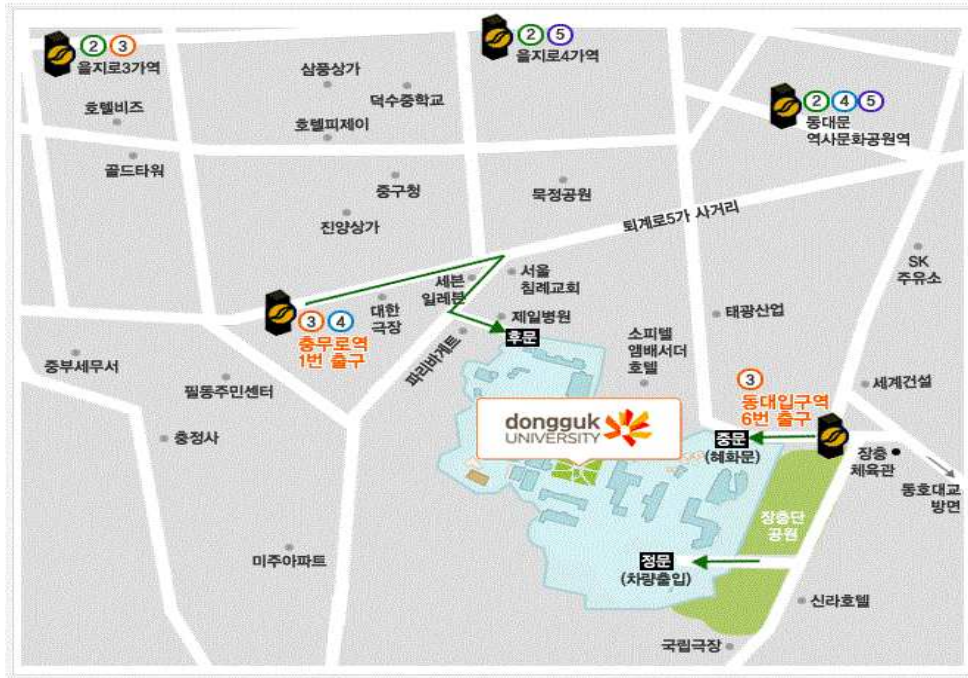 2 3
을지로3가역
2 5
을지로4가역
삼풍상가
덕수중학교
호텔비즈
호텔피제이
2 4 5
동대문
역사문화공원역
골드타워
중구청
묵정공원
진양상가
퇴계로5가 사거리
SK
주유소
세븐
일레븐
서울
침례교회
대한
극장
제일병원
태광산업
3 4
충무로역
1번 출구
후문
소피텔
앰배서더
호텔
파리바게트
중부세무서
필동주민센터
3
동대입구역
6번 출구
세계건설
dongguk
UNIVERSITY
충정사
중문
(혜화문)
장충
체육관
동호대교
방면
장충단
공원
미주아파트
정문
(차량출입)
신라호텔
국립극장